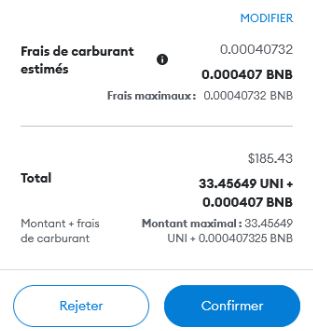 MODIFIER
Frais de carburant estimés
0.00040732
0.000407 BNB
Frais maximaux : 0.00040732 BNB
$185.43
Total
33.45649 UNI +
0.000407 BNB
Montant + frais
de carburant
Montant maximal : 33.45649
UNI + 0.000407325 BNB
Rejeter
Confirmer